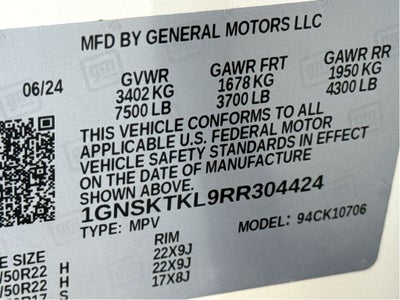 MFD BY GENERAL MOTORS LLC
06/24 GVWR GAWR FRT GAWR RR
3402 KG 1678 KG 1950 KG
7500 LB 3700 LB 4300 LB
THIS VEHICLE CONFORMS TO ALL
APPLICABLE U.S. FEDERAL MOTOR
VEHICLE SAFETY STANDARDS IN EFFECT
ON THE DATE OF MANUFACTURE
SHOWN ABOVE.
1GNSKTKL9RR304424
TYPE: MPV MODEL: 94CK10706
E SIZE RIM
/50R22 H 22X9J
/50R22 H 22X9J
17X8J